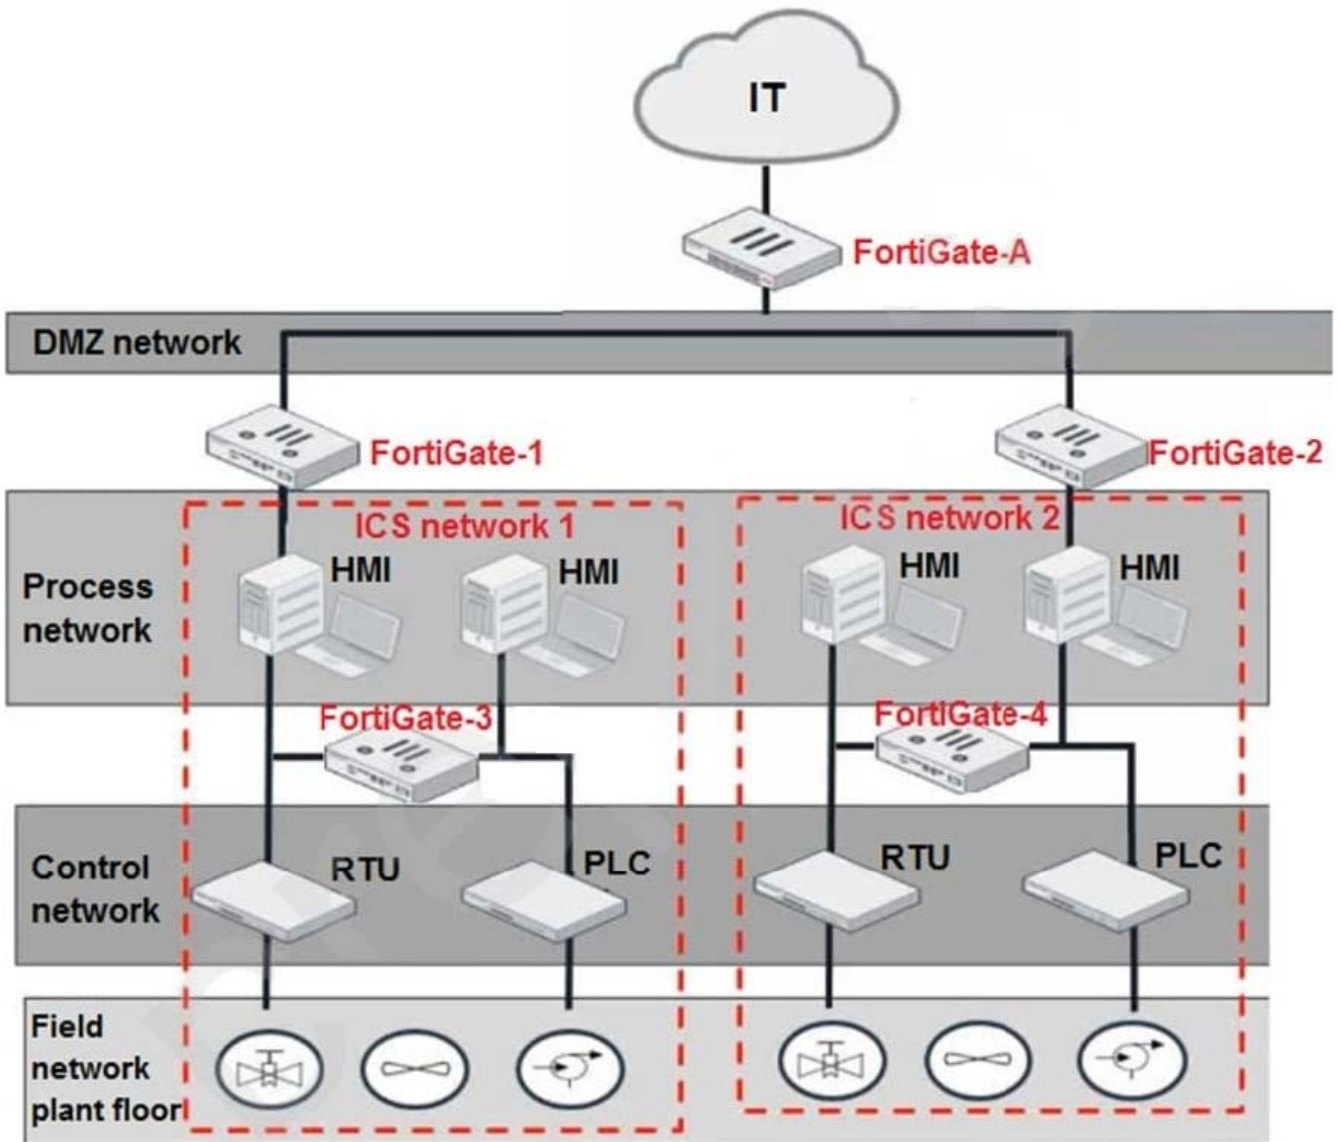 IT
FortiGate-A
DMZ network
FortiGate-1
FortiGate-2
ICS network 1
ICS network 2
Process
network
HMI
HMI
HMI
HMI
FortiGate-3
FortiGate-4
Control
network
RTU
PLC
RTU
PLC
Field
network
plant floor